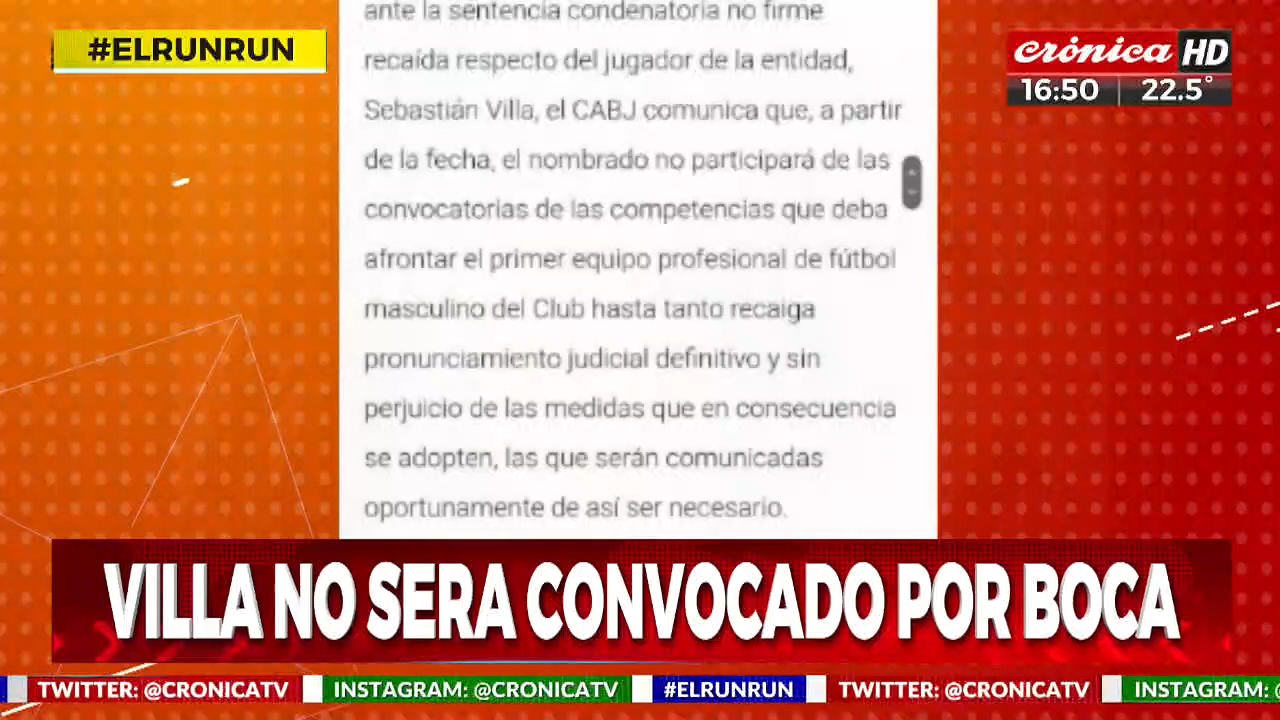 #ELRUNRUN
crónica HD
16:50 22.5°
ante la sentencia condenatoria no firme
recaída respecto del jugador de la entidad,
Sebastián Villa, el CABJ comunica que, a partir
de la fecha, el nombrado no participará de las
convocatorias de las competencias que deba
afrontar el primer equipo profesional de fútbol
masculino del Club hasta tanto recaiga
pronunciamiento judicial definitivo y sin
perjuicio de las medidas que en consecuencia
se adopten, las que serán comunicadas
oportunamente de así ser necesario.
VILLA NO SERA CONVOCADO POR BOCA
TWITTER: @CRONICATV INSTAGRAM: @CRONICATV #ELRUNRUN TWITTER: @CRONICATV INSTAGRAM: @